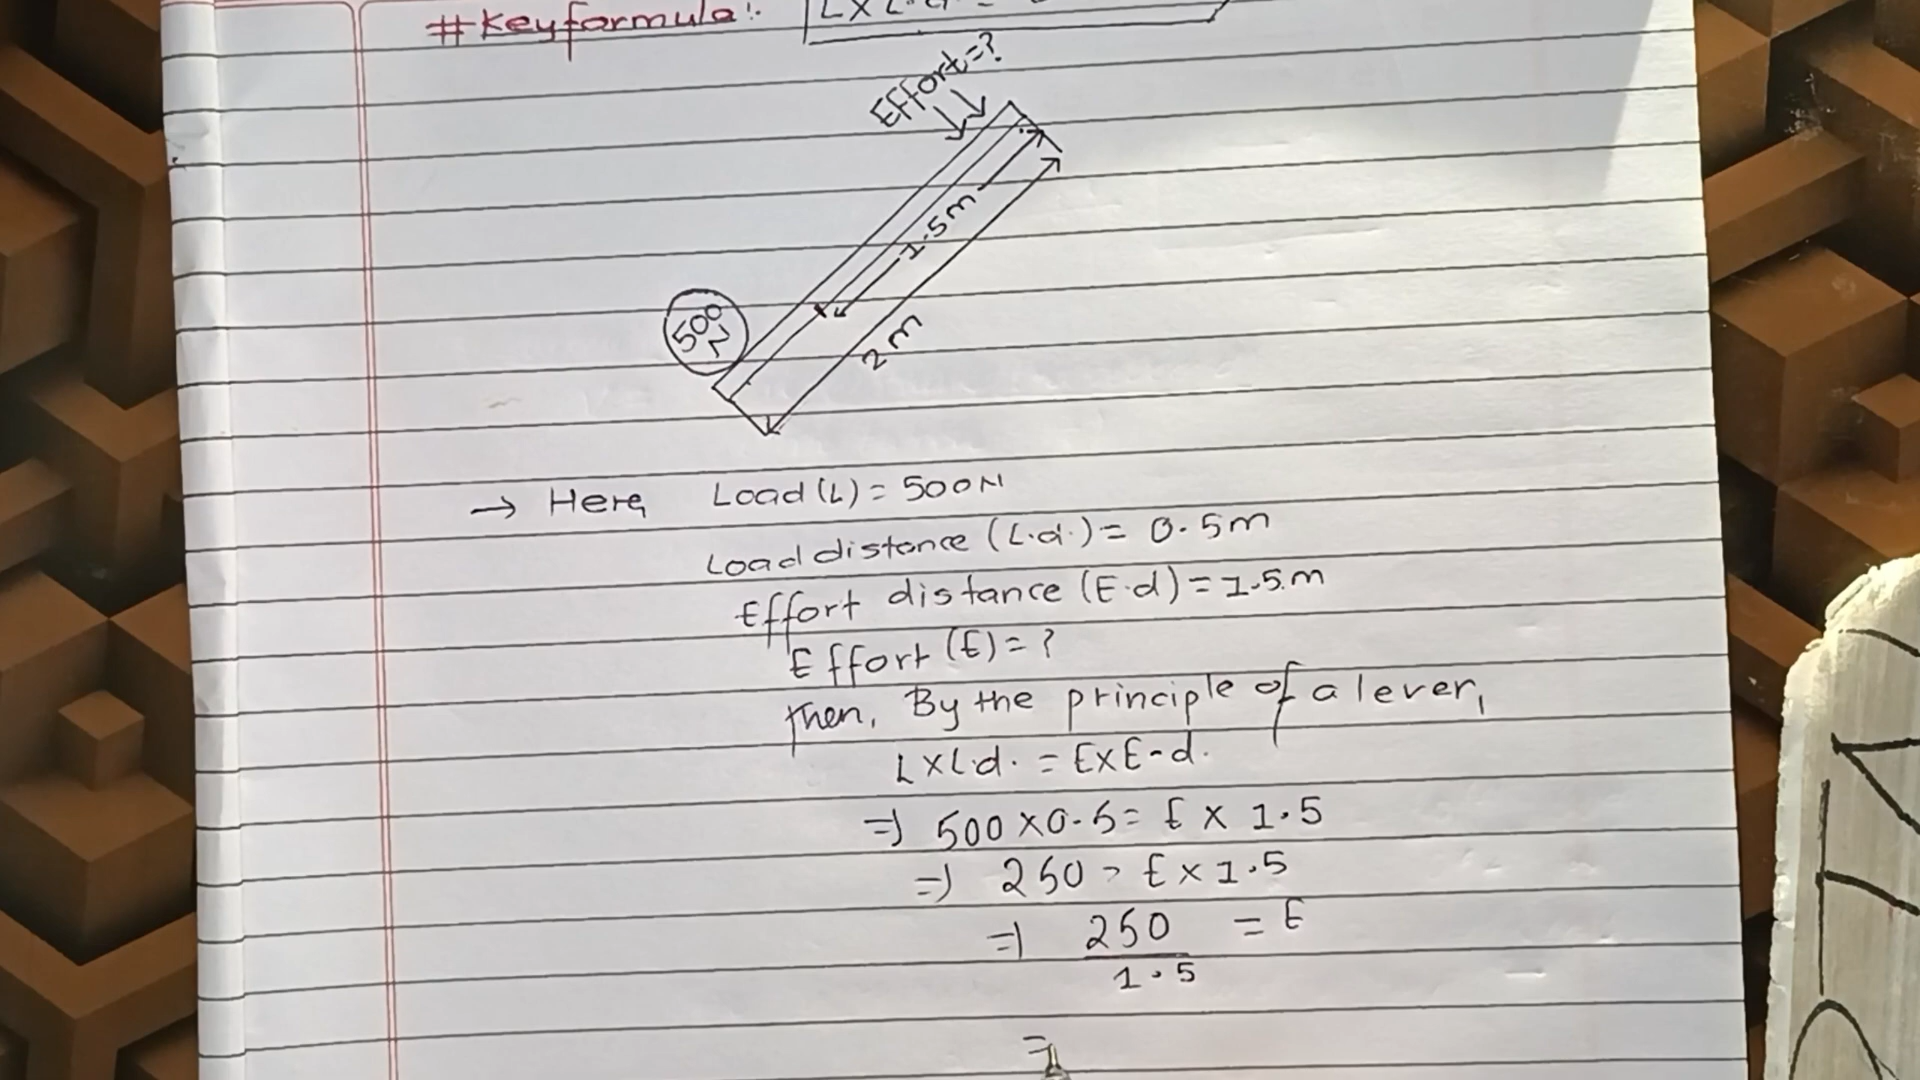 #Keyformula:
Effort=?
1.5m
500
N
2m
→ Here, Load (L) = 500N
Load distance (L.d.) = 0.5m
Effort distance (E.d) = 1.5.m
Effort (E) = ?
then, By the principle of a lever,
L×L.d. = E×E-d.
⇒ 500×0.5 = E × 1.5
⇒ 250 = E × 1.5
⇒ 250 = E
1.5
⇒